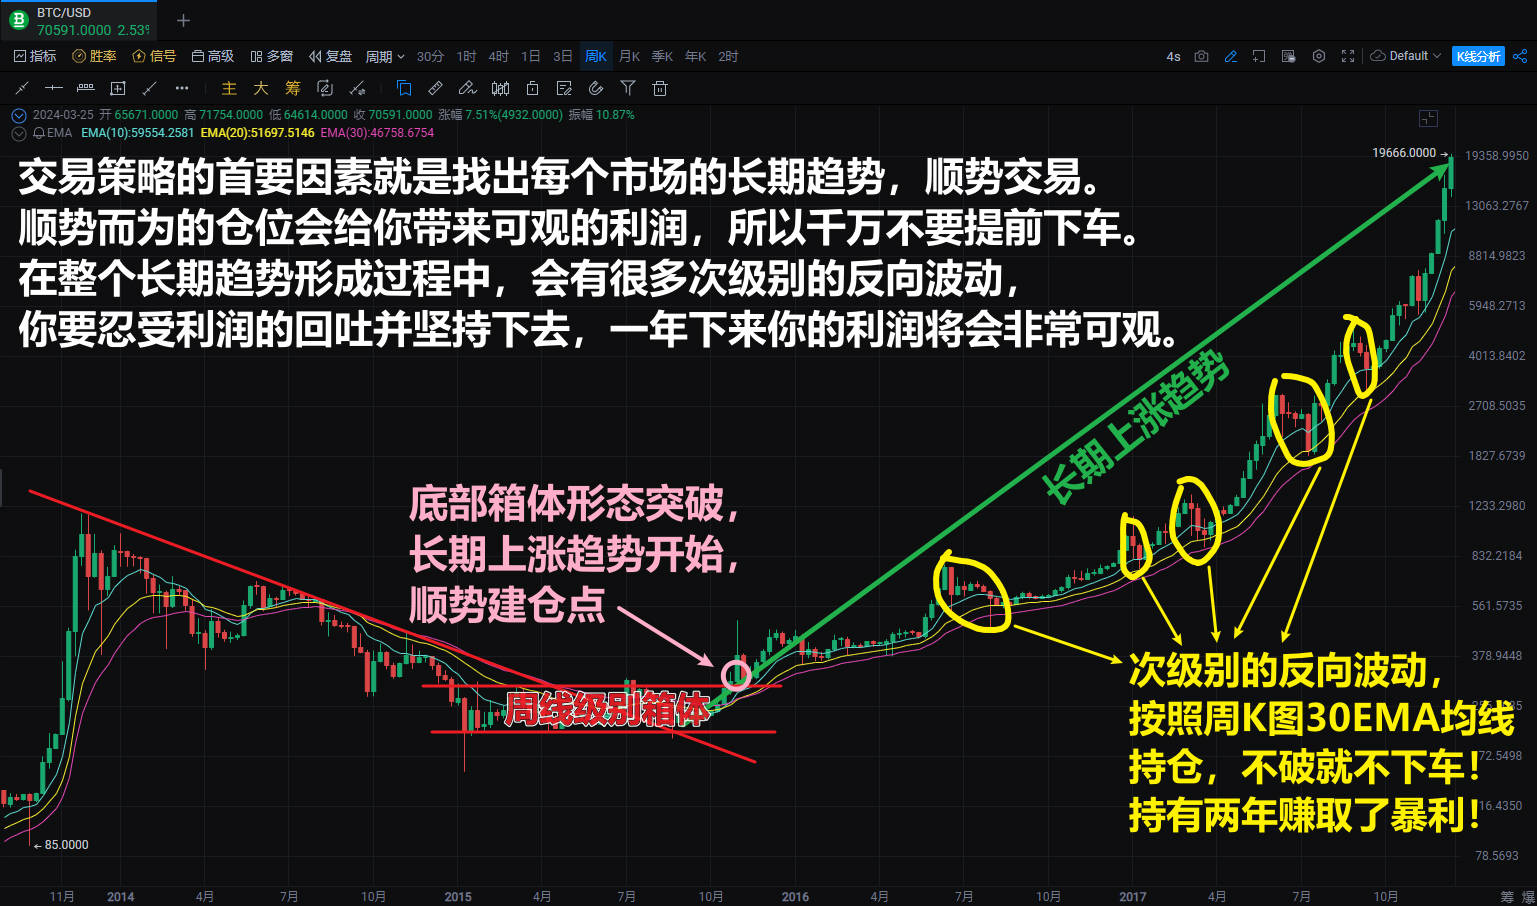 BTC/USD
70591.0000 2.53%
指标 胜率 信号 高级 多窗 复盘 周期 30分 1时 4时 1日 3日 周K 月K 季K 年K 2时 4s Default K线分析
主 大 筹
2024-03-25 开 65671.0000 高 71754.0000 低 64614.0000 收 70591.0000 涨幅 7.51%(4932.0000) 振幅 10.87%
EMA EMA(10):59554.2581 EMA(20):51697.5146 EMA(30):46758.6754
交易策略的首要因素就是找出每个市场的长期趋势，顺势交易。
顺势而为的仓位会给你带来可观的利润，所以千万不要提前下车。
在整个长期趋势形成过程中，会有很多次级别的反向波动，
你要忍受利润的回吐并坚持下去，一年下来你的利润将会非常可观。
19666.0000
19358.9950
13063.2767
8814.9823
5948.2713
4013.8402
2708.5035
1827.6739
1233.2980
832.2184
561.5735
378.9448
72.5498
16.4350
78.5693
长期上涨趋势
底部箱体形态突破，
长期上涨趋势开始，
顺势建仓点
周线级别箱体
次级别的反向波动，
按照周K图30EMA均线
持仓，不破就不下车！
持有两年赚取了暴利！
85.0000
11月 2014 4月 7月 10月 2015 4月 7月 10月 2016 4月 7月 10月 2017 4月 7月 10月 筹 爆